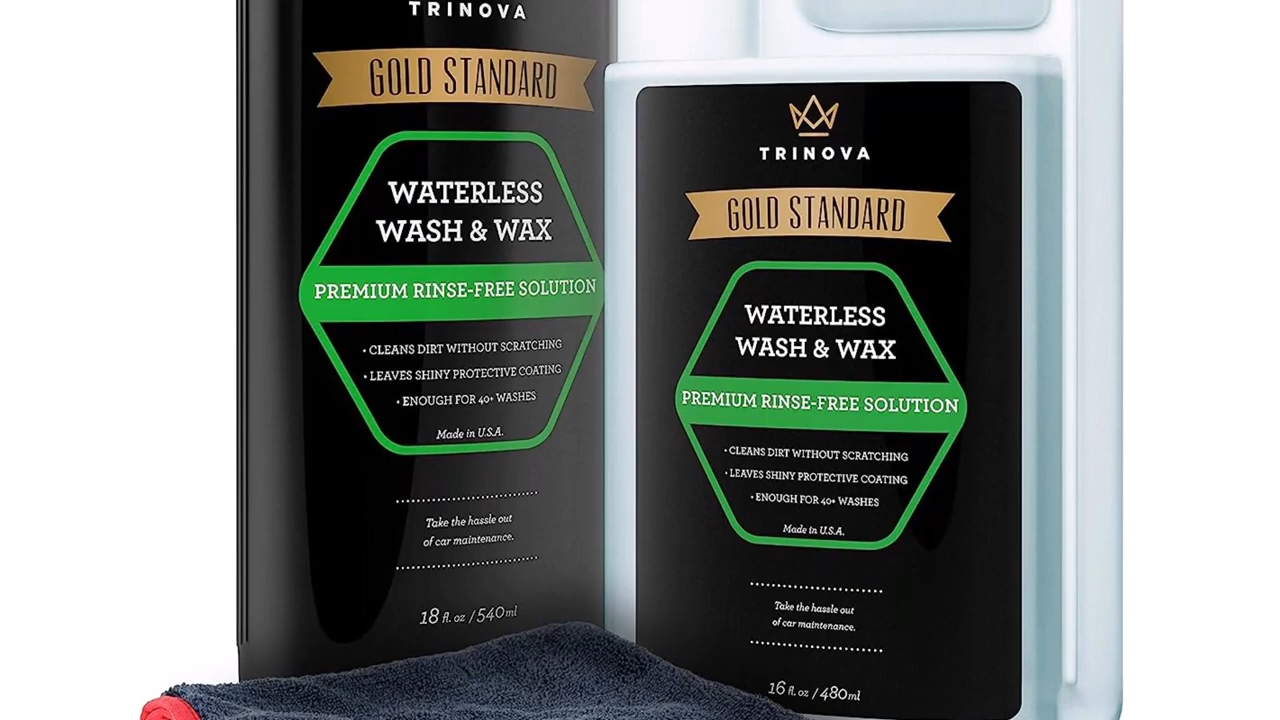 TRINOVA
GOLD STANDARD
WATERLESS
WASH & WAX
PREMIUM RINSE-FREE SOLUTION
• CLEANS DIRT WITHOUT SCRATCHING
• LEAVES SHINY PROTECTIVE COATING
• ENOUGH FOR 40+ WASHES
Made in U.S.A.
Take the hassle out
of car maintenance.
18 fl. oz / 540ml
TRINOVA
GOLD STANDARD
WATERLESS
WASH & WAX
PREMIUM RINSE-FREE SOLUTION
• CLEANS DIRT WITHOUT SCRATCHING
• LEAVES SHINY PROTECTIVE COATING
• ENOUGH FOR 40+ WASHES
Made in U.S.A.
Take the hassle out
of car maintenance.
16 fl. oz / 480ml